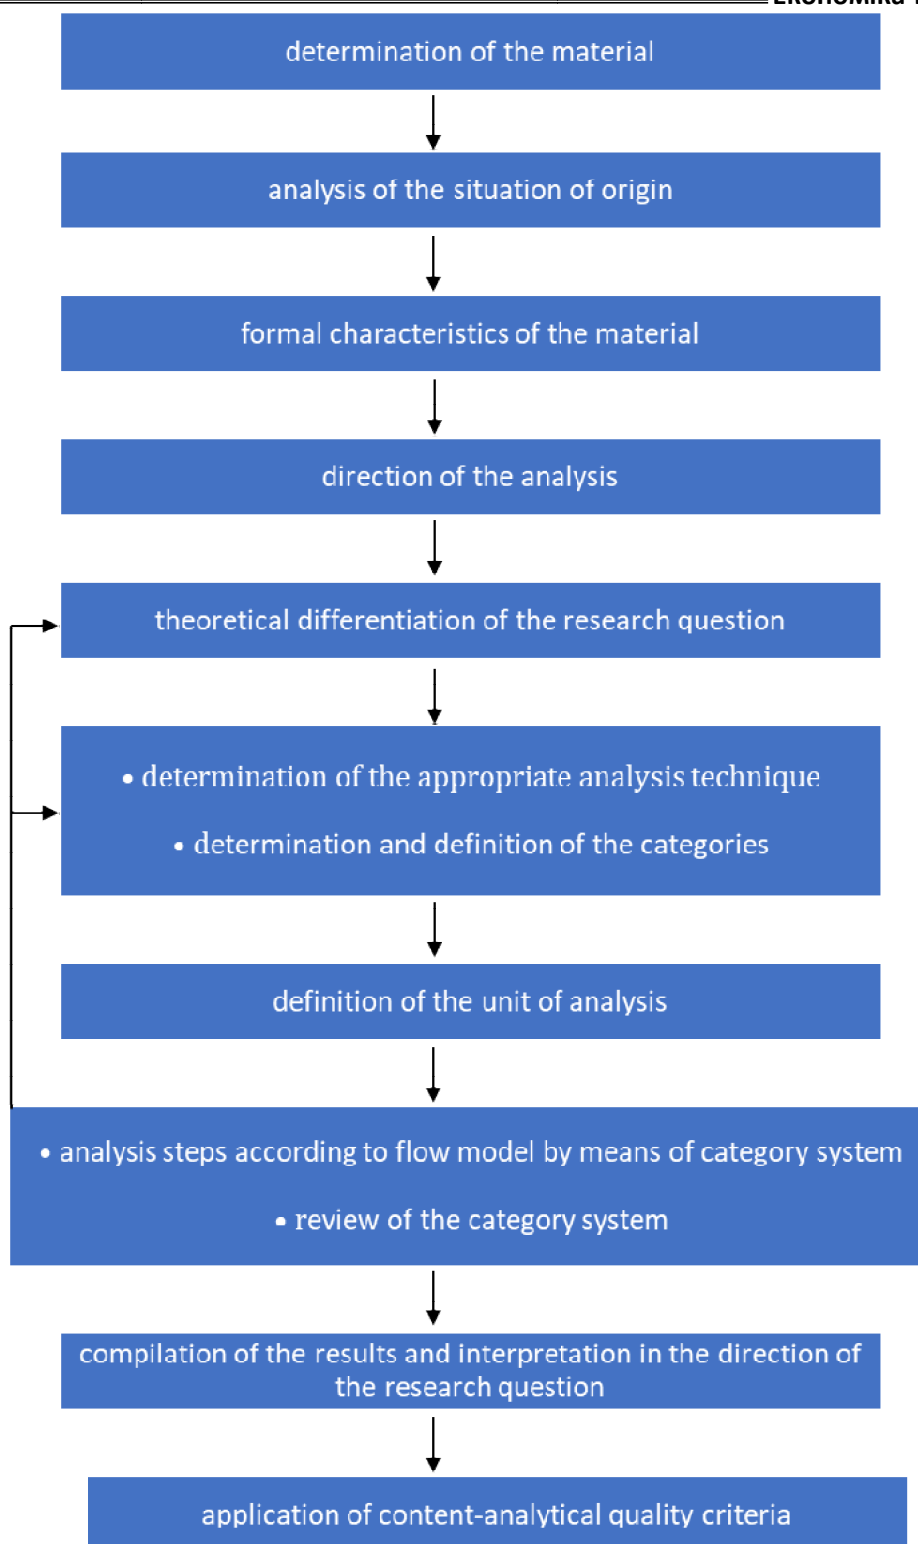 determination of the material
analysis of the situation of origin
formal characteristics of the material
direction of the analysis
theoretical differentiation of the research question
• determination of the appropriate analysis technique
• determination and definition of the categories
definition of the unit of analysis
• analysis steps according to flow model by means of category system
• review of the category system
compilation of the results and interpretation in the direction of
the research question
application of content-analytical quality criteria